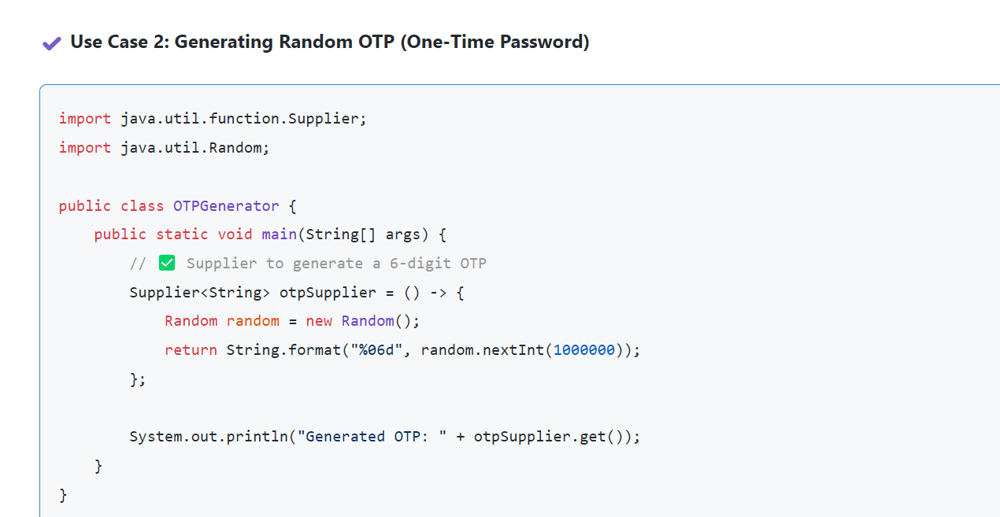 ✔ Use Case 2: Generating Random OTP (One-Time Password)
import java.util.function.Supplier;
import java.util.Random;
public class OTPGenerator {
    public static void main(String[] args) {
        // ✅ Supplier to generate a 6-digit OTP
        Supplier<String> otpSupplier = () -> {
            Random random = new Random();
            return String.format("%06d", random.nextInt(1000000));
        };
        System.out.println("Generated OTP: " + otpSupplier.get());
    }
}